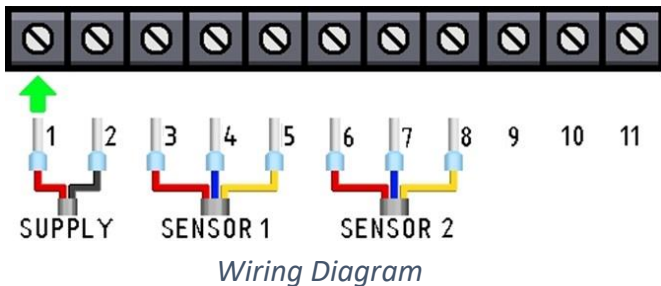 1 2 3 4 5 6 7 8 9 10 11
SUPPLY SENSOR 1 SENSOR 2
Wiring Diagram